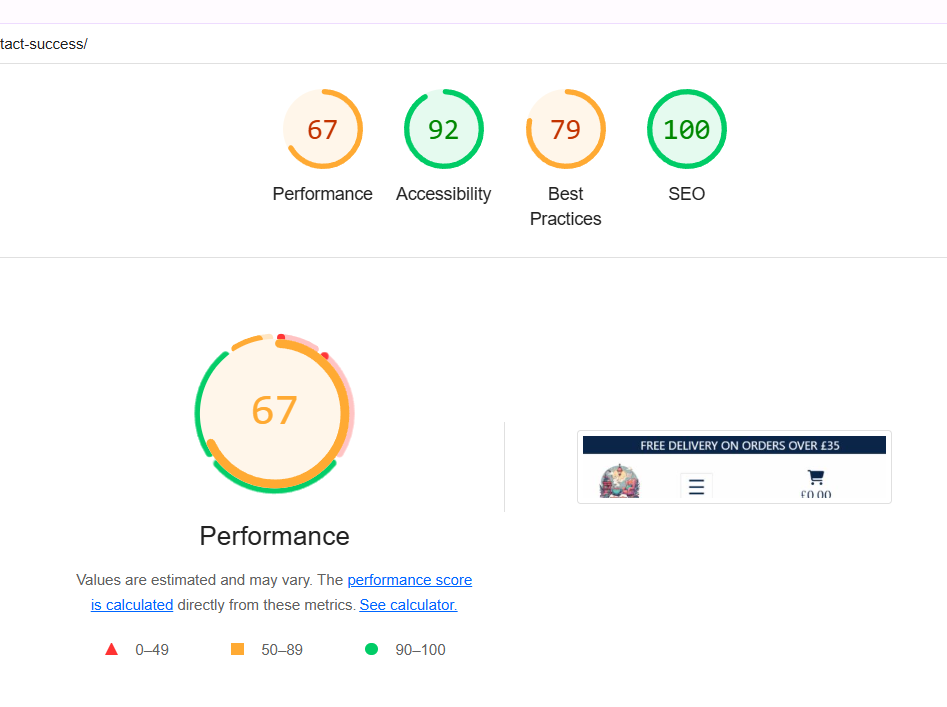 tact-success/
67
92
79
100
Performance
Accessibility
Best
Practices
SEO
67
FREE DELIVERY ON ORDERS OVER £35
£0.00
Performance
Values are estimated and may vary. The performance score
is calculated directly from these metrics. See calculator.
0–49
50–89
90–100